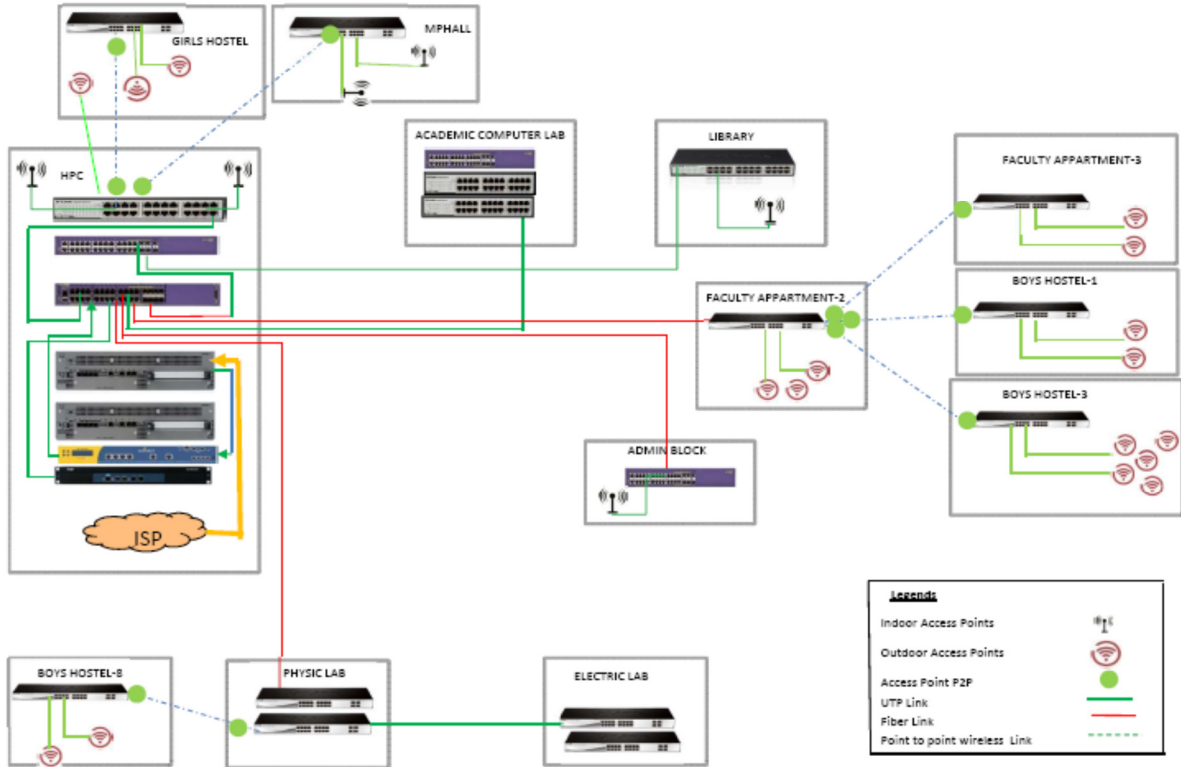 GIRLS HOSTEL
MPHALL
ACADEMIC COMPUTER LAB
LIBRARY
FACULTY APPARTMENT-3
HPC
BOYS HOSTEL-1
FACULTY APPARTMENT-2
BOYS HOSTEL-3
ADMIN BLOCK
ISP
BOYS HOSTEL-8
PHYSIC LAB
ELECTRIC LAB
Legends
Indoor Access Points
Outdoor Access Points
Access Point P2P
UTP Link
Fiber Link
Point to point wireless Link